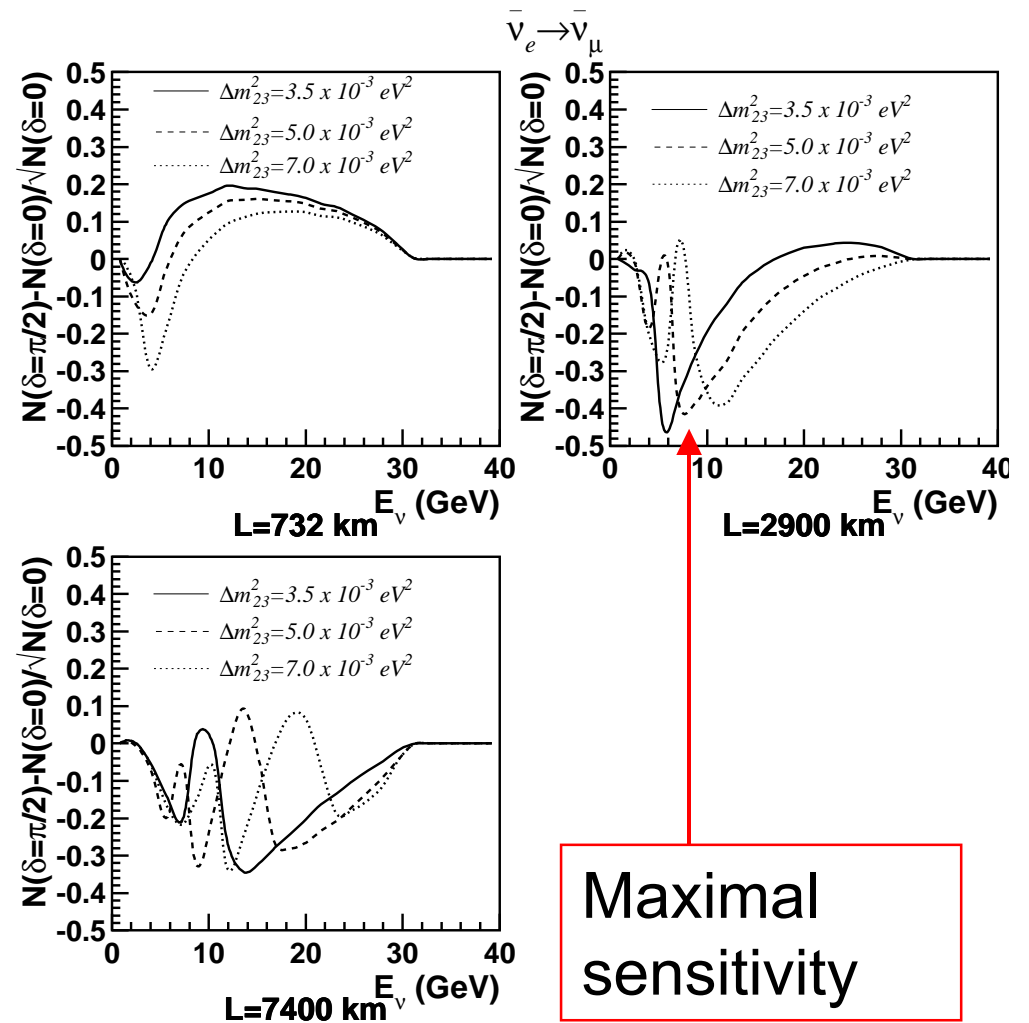 ν̄e→ν̄μ
N(δ=π/2)-N(δ=0)/√N(δ=0)
0.5
0.4
0.3
0.2
0.1
0
-0.1
-0.2
-0.3
-0.4
-0.5
Δm²23=3.5 x 10⁻³ eV²
Δm²23=5.0 x 10⁻³ eV²
Δm²23=7.0 x 10⁻³ eV²
0 10 20 30 40
Eν (GeV)
L=732 km
N(δ=π/2)-N(δ=0)/√N(δ=0)
0.5
0.4
0.3
0.2
0.1
0
-0.1
-0.2
-0.3
-0.4
-0.5
Δm²23=3.5 x 10⁻³ eV²
Δm²23=5.0 x 10⁻³ eV²
Δm²23=7.0 x 10⁻³ eV²
0 10 20 30 40
Eν (GeV)
L=2900 km
N(δ=π/2)-N(δ=0)/√N(δ=0)
0.5
0.4
0.3
0.2
0.1
0
-0.1
-0.2
-0.3
-0.4
-0.5
Δm²23=3.5 x 10⁻³ eV²
Δm²23=5.0 x 10⁻³ eV²
Δm²23=7.0 x 10⁻³ eV²
0 10 20 30 40
Eν (GeV)
L=7400 km
Maximal
sensitivity